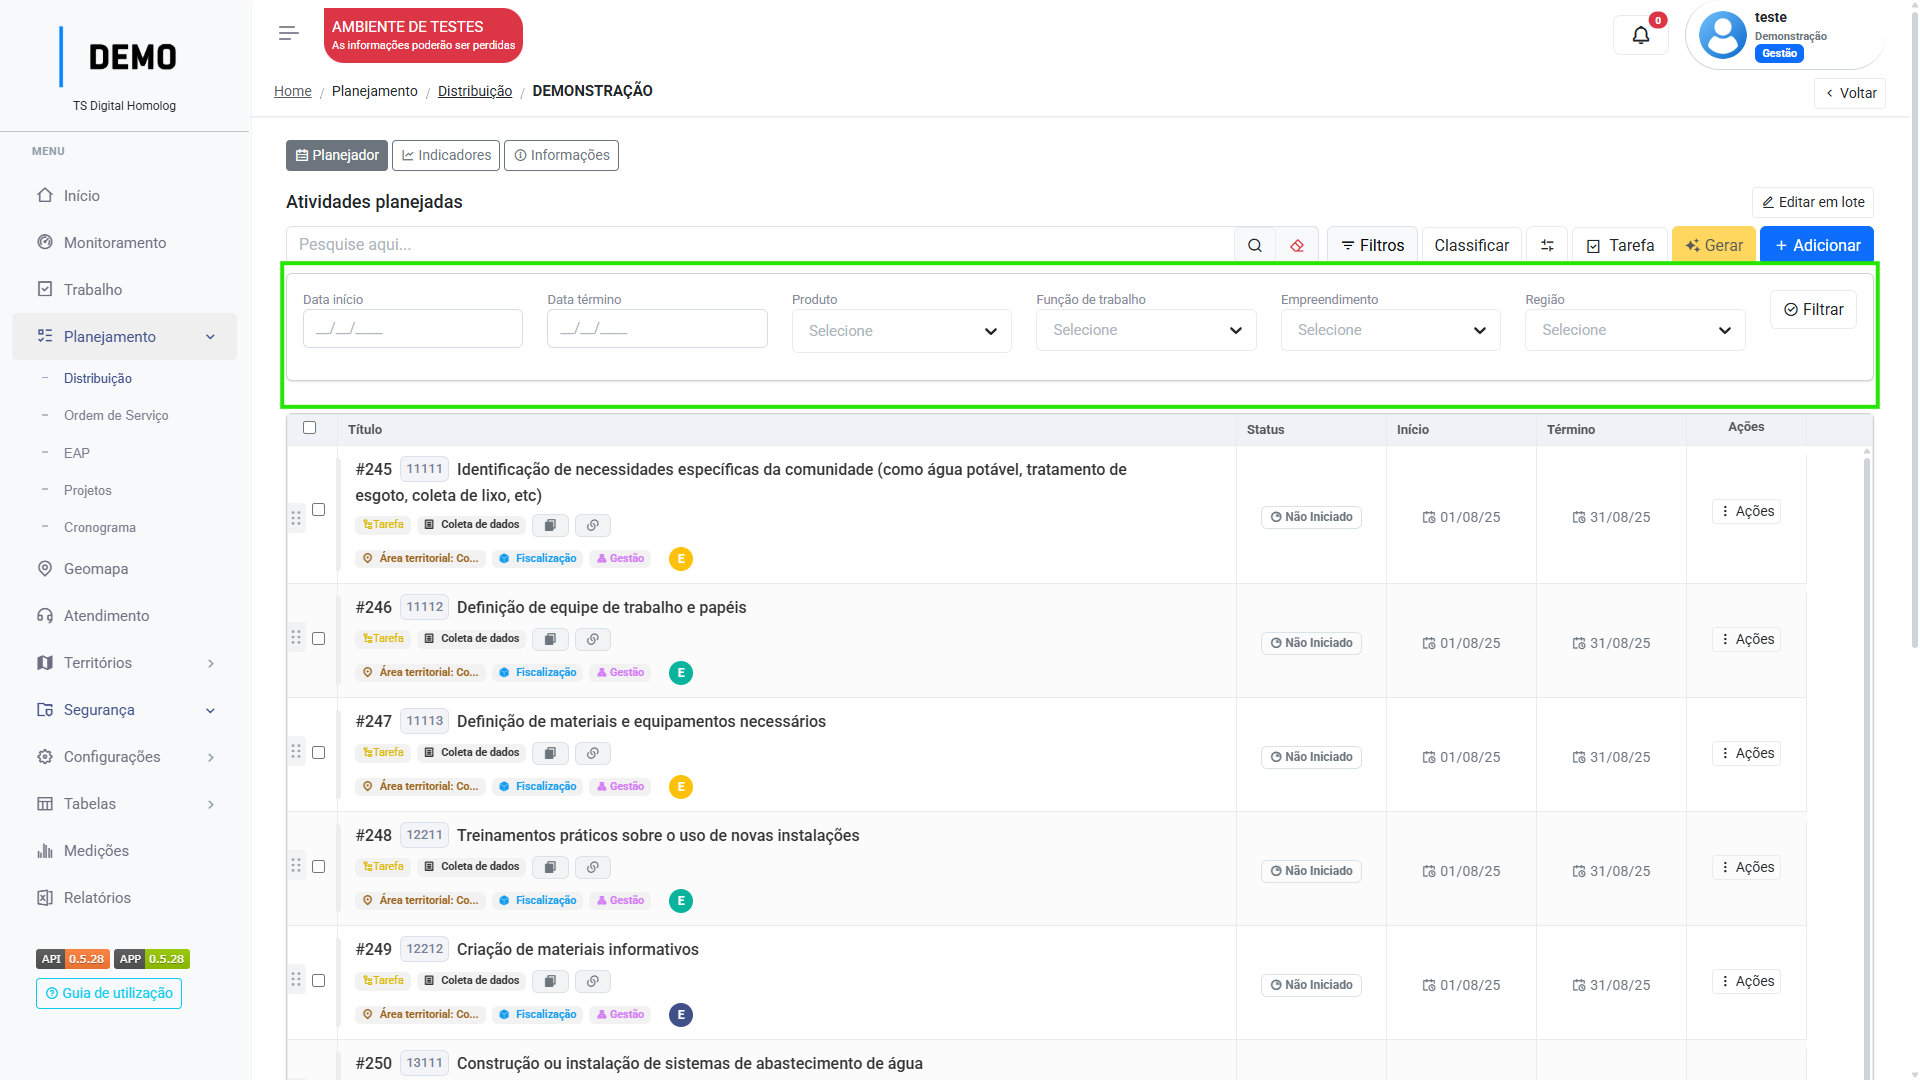 DEMO
TS Digital Homolog
MENU
Início
Monitoramento
Trabalho
Planejamento
Distribuição
Ordem de Serviço
EAP
Projetos
Cronograma
Geomapa
Atendimento
Territórios
Segurança
Configurações
Tabelas
Medições
Relatórios
API 0.5.28 APP 0.5.28
Guia de utilização
AMBIENTE DE TESTES
As informações poderão ser perdidas
0
teste
Demonstração
Gestão
Home / Planejamento / Distribuição / DEMONSTRAÇÃO
Voltar
Planejador Indicadores Informações
Atividades planejadas
Editar em lote
Pesquise aqui... Filtros Classificar Tarefa Gerar + Adicionar
Data início Data término Produto Função de trabalho Empreendimento Região
__/__/____ __/__/____ Selecione Selecione Selecione Selecione Filtrar
Título Status Início Término Ações
#245 11111 Identificação de necessidades específicas da comunidade (como água potável, tratamento de
esgoto, coleta de lixo, etc)
Tarefa Coleta de dados
Área territorial: Co... Fiscalização Gestão E
Não Iniciado 01/08/25 31/08/25 Ações
#246 11112 Definição de equipe de trabalho e papéis
Tarefa Coleta de dados
Área territorial: Co... Fiscalização Gestão E
Não Iniciado 01/08/25 31/08/25 Ações
#247 11113 Definição de materiais e equipamentos necessários
Tarefa Coleta de dados
Área territorial: Co... Fiscalização Gestão E
Não Iniciado 01/08/25 31/08/25 Ações
#248 12211 Treinamentos práticos sobre o uso de novas instalações
Tarefa Coleta de dados
Área territorial: Co... Fiscalização Gestão E
Não Iniciado 01/08/25 31/08/25 Ações
#249 12212 Criação de materiais informativos
Tarefa Coleta de dados
Área territorial: Co... Fiscalização Gestão E
Não Iniciado 01/08/25 31/08/25 Ações
#250 13111 Construção ou instalação de sistemas de abastecimento de água